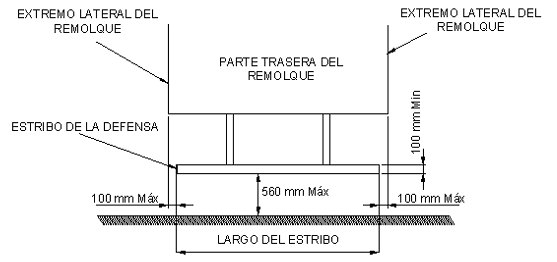 EXTREMO LATERAL DEL
REMOLQUE
EXTREMO LATERAL DEL
REMOLQUE
PARTE TRASERA DEL
REMOLQUE
ESTRIBO DE LA DEFENSA
100 mm Mín
100 mm Máx
560 mm Máx
100 mm Máx
LARGO DEL ESTRIBO